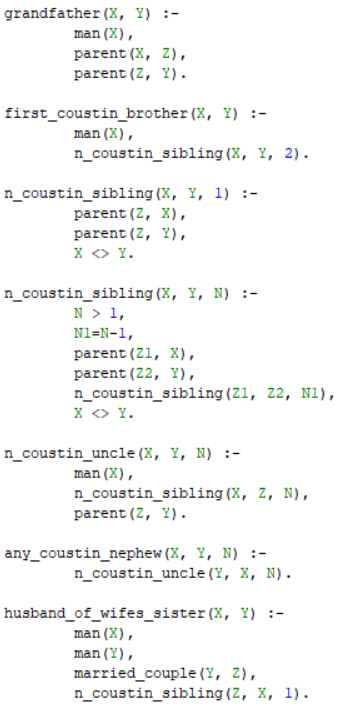 grandfather(X, Y) :-
man(X),
parent(X, Z),
parent(Z, Y).
first_coustin_brother(X, Y) :-
man(X),
n_coustin_sibling(X, Y, 2).
n_coustin_sibling(X, Y, 1) :-
parent(Z, X),
parent(Z, Y),
X <> Y.
n_coustin_sibling(X, Y, N) :-
N > 1,
N1=N-1,
parent(Z1, X),
parent(Z2, Y),
n_coustin_sibling(Z1, Z2, N1),
X <> Y.
n_coustin_uncle(X, Y, N) :-
man(X),
n_coustin_sibling(X, Z, N),
parent(Z, Y).
any_coustin_nephew(X, Y, N) :-
n_coustin_uncle(Y, X, N).
husband_of_wifes_sister(X, Y) :-
man(X),
man(Y),
married_couple(Y, Z),
n_coustin_sibling(Z, X, 1).